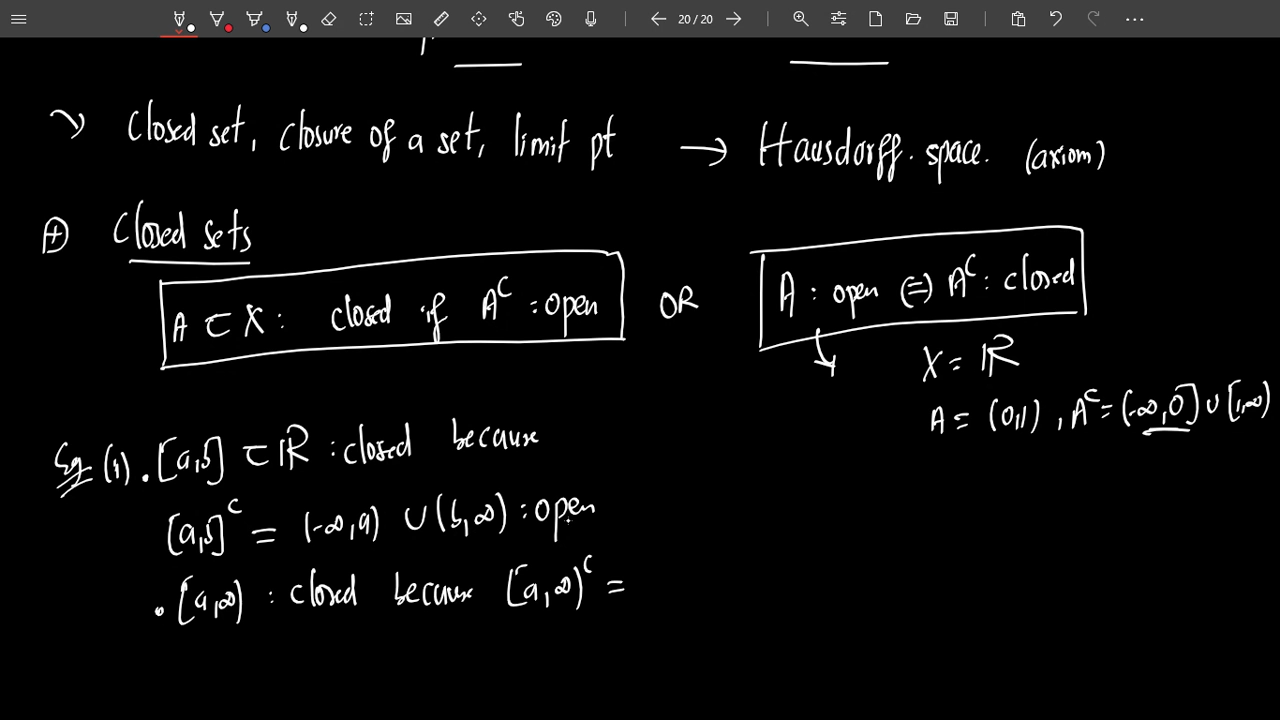 20 / 20
closed set, closure of a set, limit pt → Hausdorff space. (axiom)
⊕ Closed sets
A ⊂ X : closed if A^c : open OR A : open ⇔ A^c : closed
X = ℝ
A = (0,1), A^c = (-∞,0] ∪ [1,∞)
Eg (1). [a,b] ⊂ ℝ : closed because
[a,b]^c = (-∞,a) ∪ (b,∞) : open
• [a,∞) : closed because [a,∞)^c =